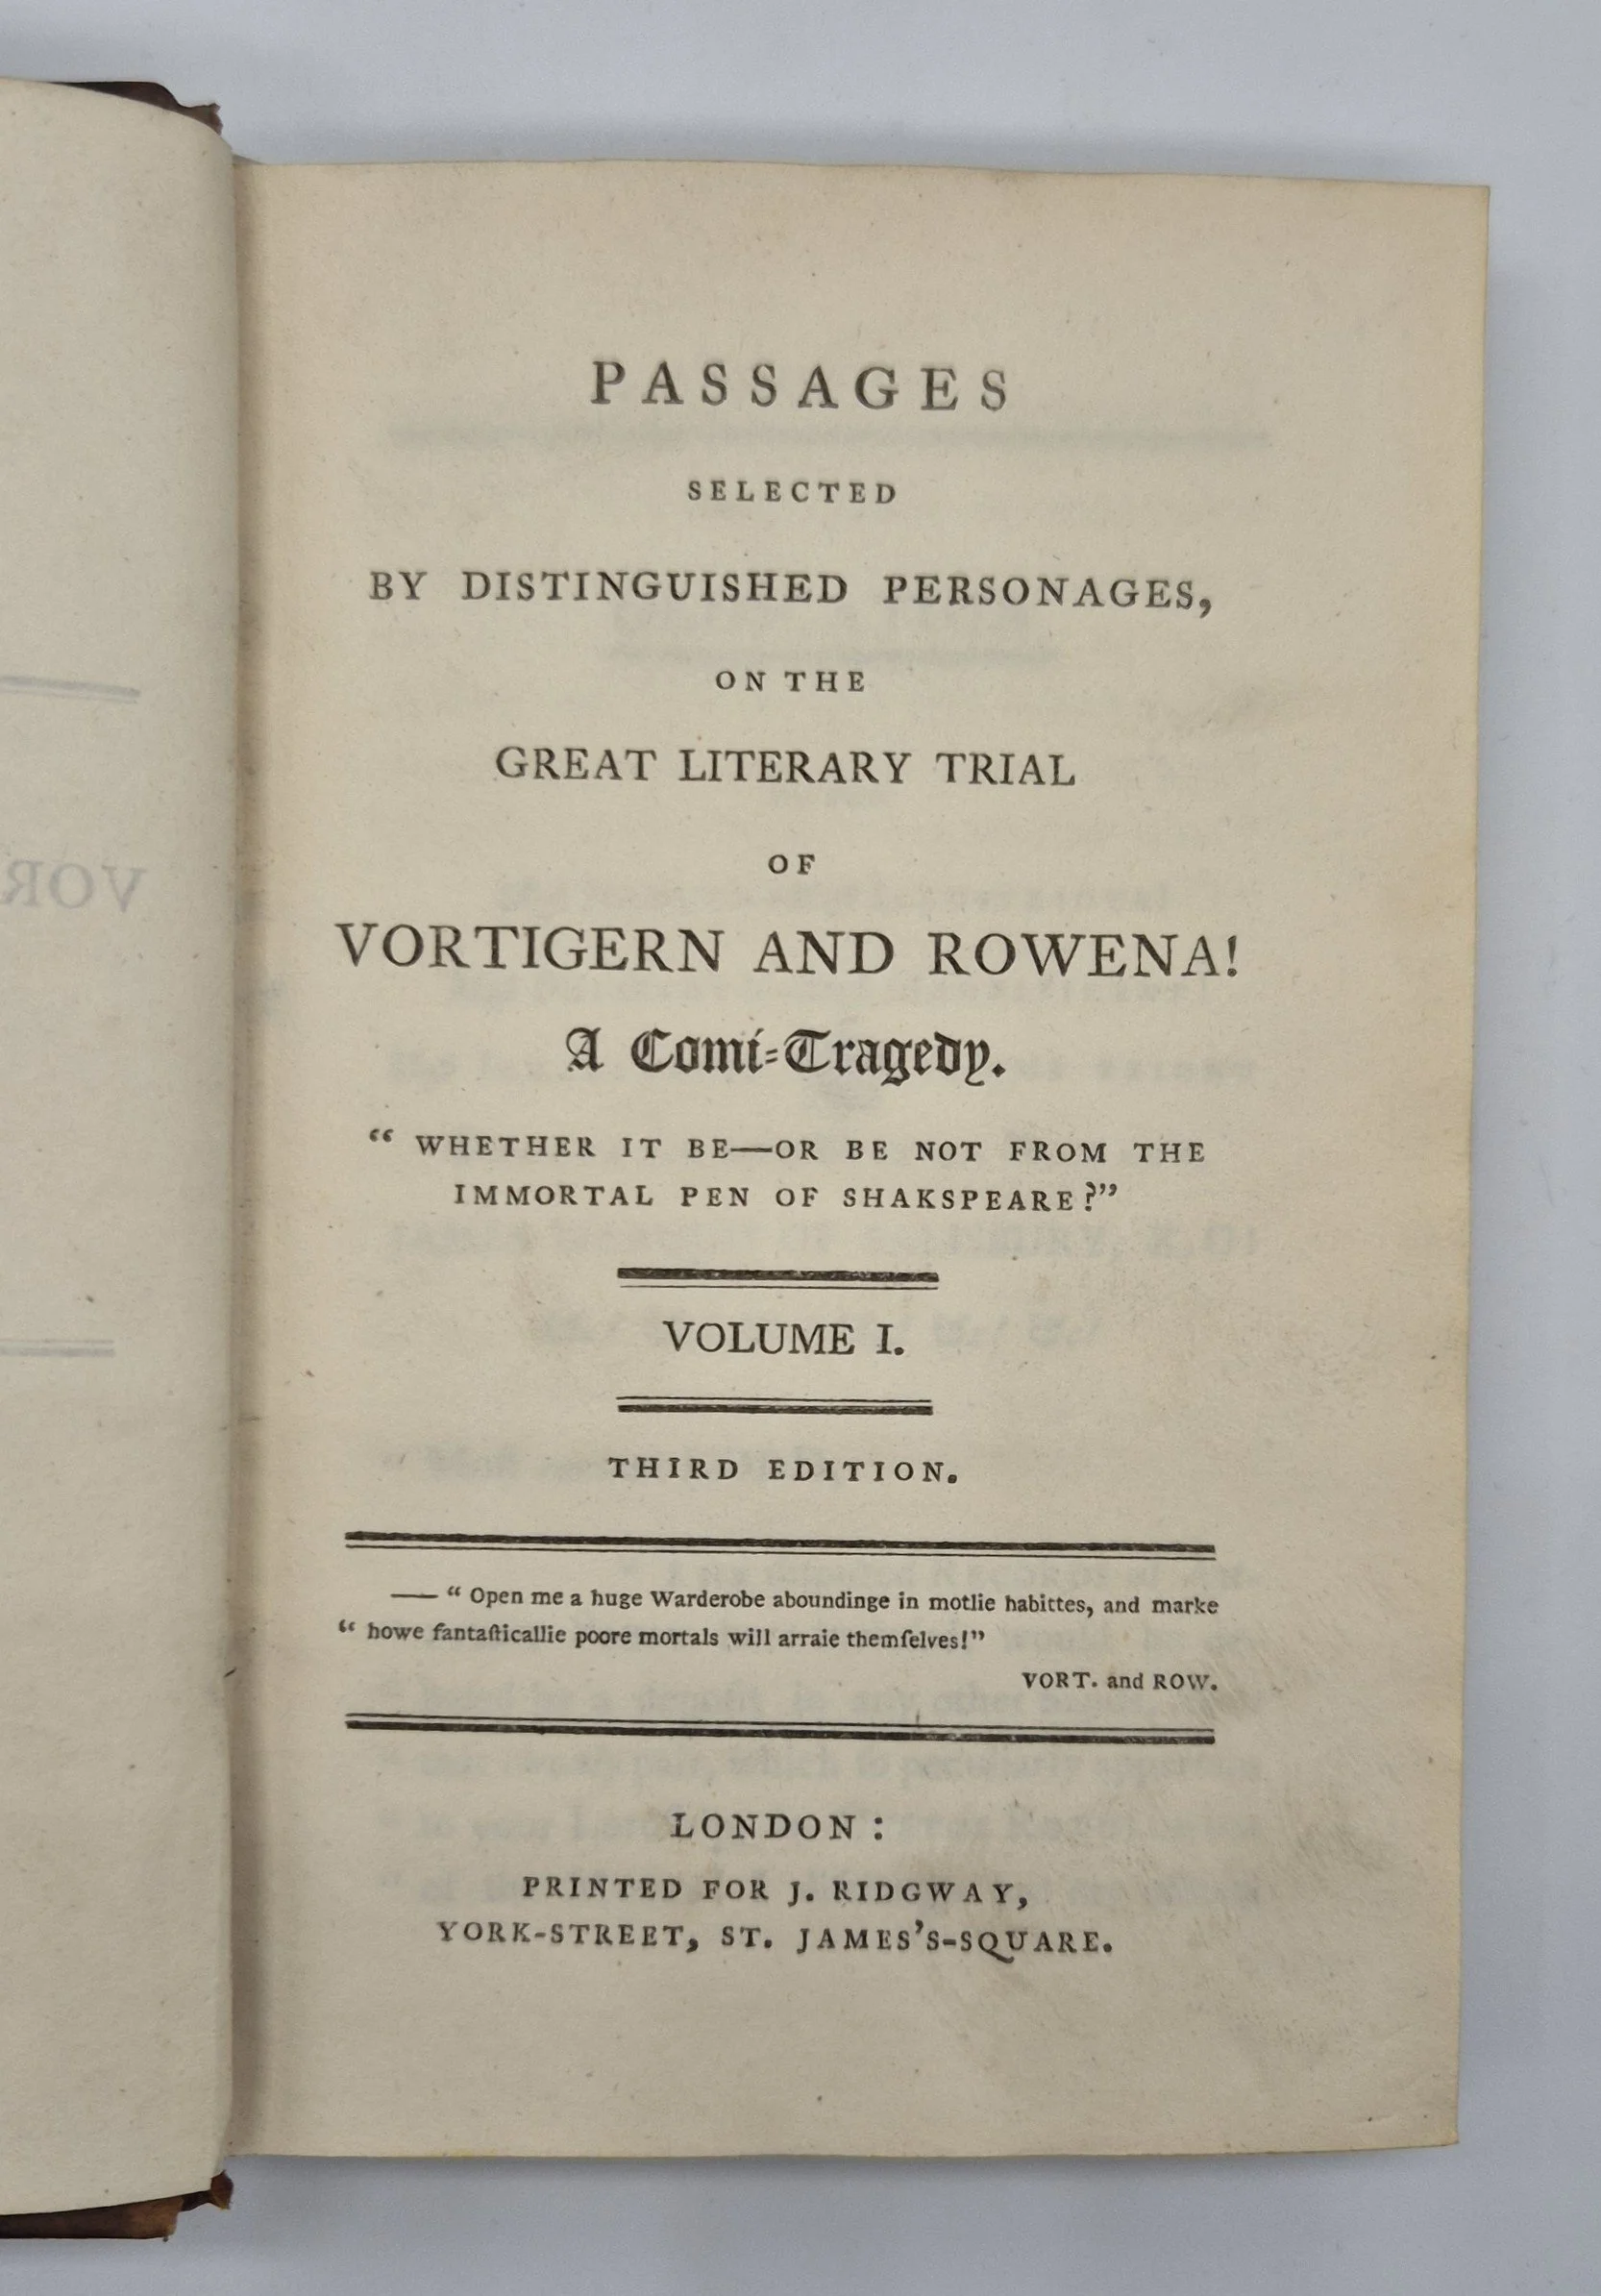 VOR
PASSAGES
SELECTED
BY DISTINGUISHED PERSONAGES,
ON THE
GREAT LITERARY TRIAL
OF
VORTIGERN AND ROWENA!
A Comi-Tragedy.
“ WHETHER IT BE—OR BE NOT FROM THE
IMMORTAL PEN OF SHAKSPEARE?”
VOLUME I.
THIRD EDITION.
—— “ Open me a huge Warderobe aboundinge in motlie habittes, and marke
“ howe fantaſticallie poore mortals will arraie themſelves!”
VORT. and ROW.
LONDON :
PRINTED FOR J. RIDGWAY,
YORK-STREET, ST. JAMES’S-SQUARE.